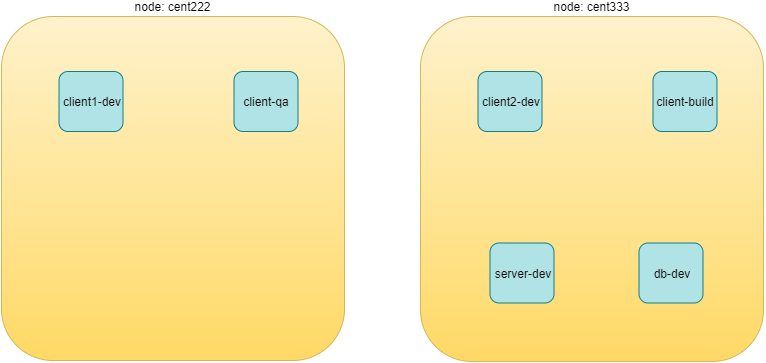 node: cent222
node: cent333
client1-dev
client-qa
client2-dev
client-build
server-dev
db-dev